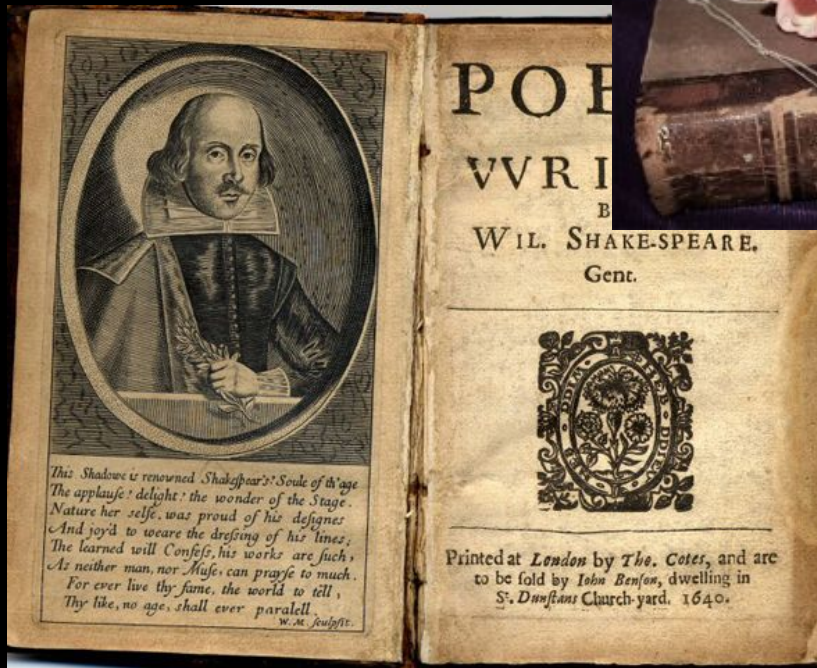 This Shadowe is renowned Shakeſpear's? Soule of th'age
The applauſe? delight? the wonder of the Stage.
Nature her selfe, was proud of his deſignes
And joy'd to weare the dreſsing of his lines;
The learned will Confeſs, his works are ſuch,
As neither man, nor Muſe, can prayſe to much.
For ever live thy fame, the world to tell,
Thy like, no age, shall ever paralell.
W.M. ſculpſit.
PO
VVRI
B
WIL. SHAKE-SPEARE.
Gent.
Printed at London by Tho. Cotes, and are
to be ſold by Iohn Benſon, dwelling in
St. Dunſtans Church-yard. 1640.